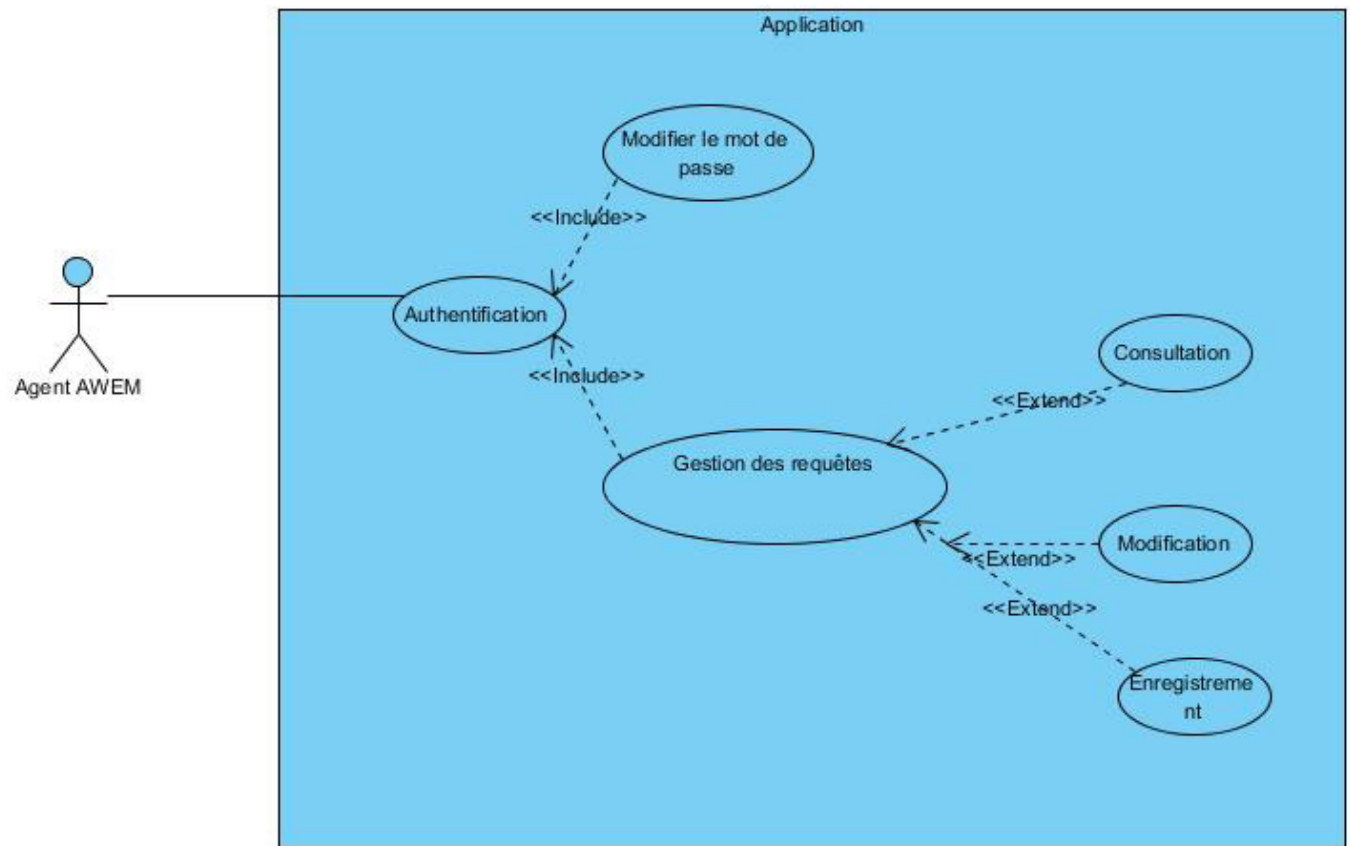 Application
Modifier le mot de
passe
<<Include>>
Authentification
<<Include>>
Agent AWEM
Consultation
<<Extend>>
Gestion des requêtes
Modification
<<Extend>>
<<Extend>>
Enregistreme
nt